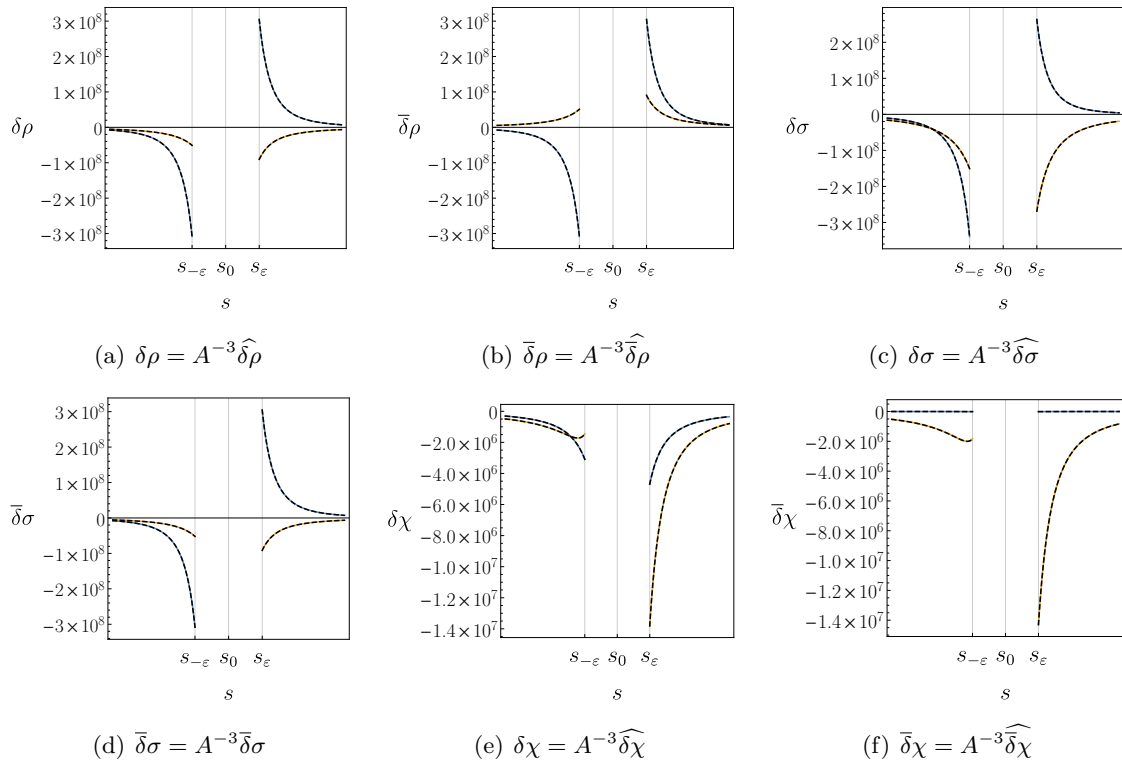 3×10⁸
2×10⁸
1×10⁸
0
−1×10⁸
−2×10⁸
−3×10⁸
δρ
s₋ε s₀ sε
s
(a) δρ = A⁻³δ̂ρ
3×10⁸
2×10⁸
1×10⁸
0
−1×10⁸
−2×10⁸
−3×10⁸
δ̅ρ
s₋ε s₀ sε
s
(b) δ̅ρ = A⁻³δ̅̂ρ
2×10⁸
1×10⁸
0
−1×10⁸
−2×10⁸
−3×10⁸
δσ
s₋ε s₀ sε
s
(c) δσ = A⁻³δ̂σ
3×10⁸
2×10⁸
1×10⁸
0
−1×10⁸
−2×10⁸
−3×10⁸
δ̅σ
s₋ε s₀ sε
s
(d) δ̅σ = A⁻³δ̅σ
0
−2.0×10⁶
−4.0×10⁶
−6.0×10⁶
−8.0×10⁶
−1.0×10⁷
−1.2×10⁷
−1.4×10⁷
δχ
s₋ε s₀ sε
s
(e) δχ = A⁻³δ̂χ
0
−2.0×10⁶
−4.0×10⁶
−6.0×10⁶
−8.0×10⁶
−1.0×10⁷
−1.2×10⁷
−1.4×10⁷
δ̅χ
s₋ε s₀ sε
s
(f) δ̅χ = A⁻³δ̅̂χ